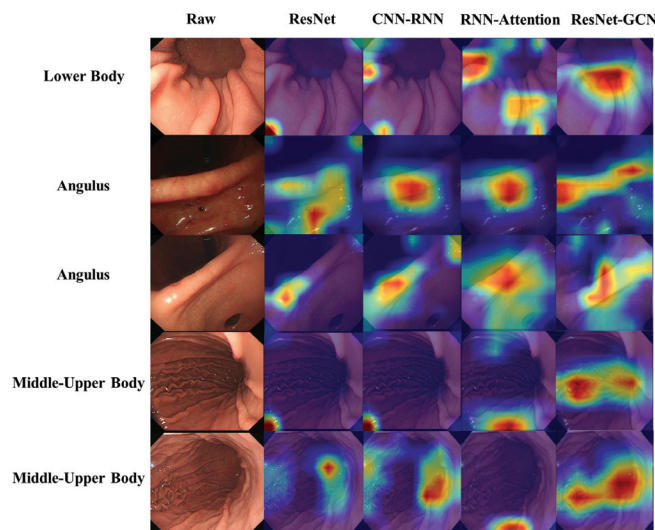 Raw ResNet CNN-RNN RNN-Attention ResNet-GCN
Lower Body
Angulus
Angulus
Middle-Upper Body
Middle-Upper Body